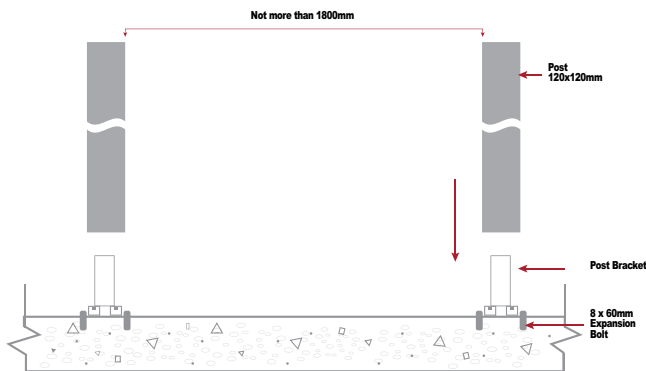 Not more than 1800mm
Post
120x120mm
Post Bracket
8 x 60mm
Expansion
Bolt